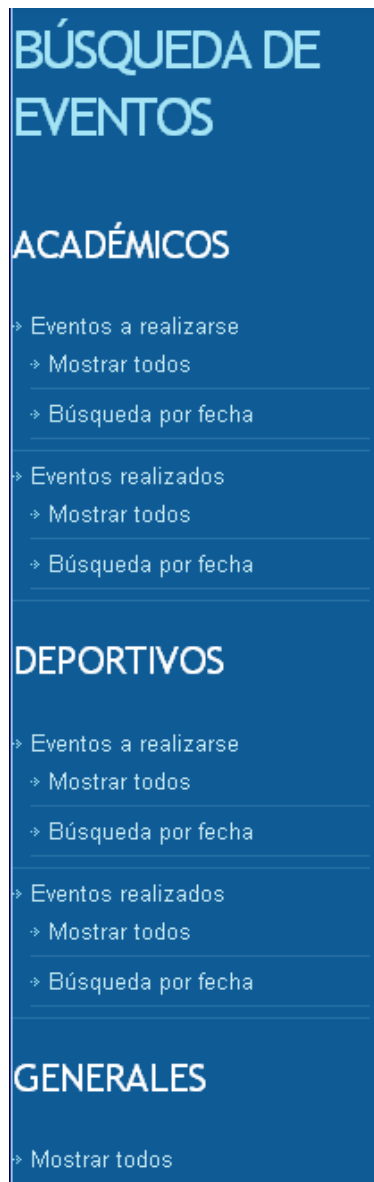 BÚSQUEDA DE
EVENTOS
ACADÉMICOS
Eventos a realizarse
Mostrar todos
Búsqueda por fecha
Eventos realizados
Mostrar todos
Búsqueda por fecha
DEPORTIVOS
Eventos a realizarse
Mostrar todos
Búsqueda por fecha
Eventos realizados
Mostrar todos
Búsqueda por fecha
GENERALES
Mostrar todos